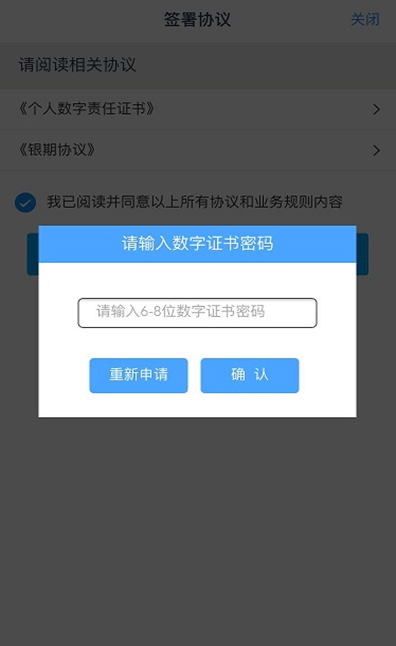 签署协议
关闭
请阅读相关协议
《个人数字责任证书》
《银期协议》
我已阅读并同意以上所有协议和业务规则内容
请输入数字证书密码
请输入6-8位数字证书密码
重新申请
确 认